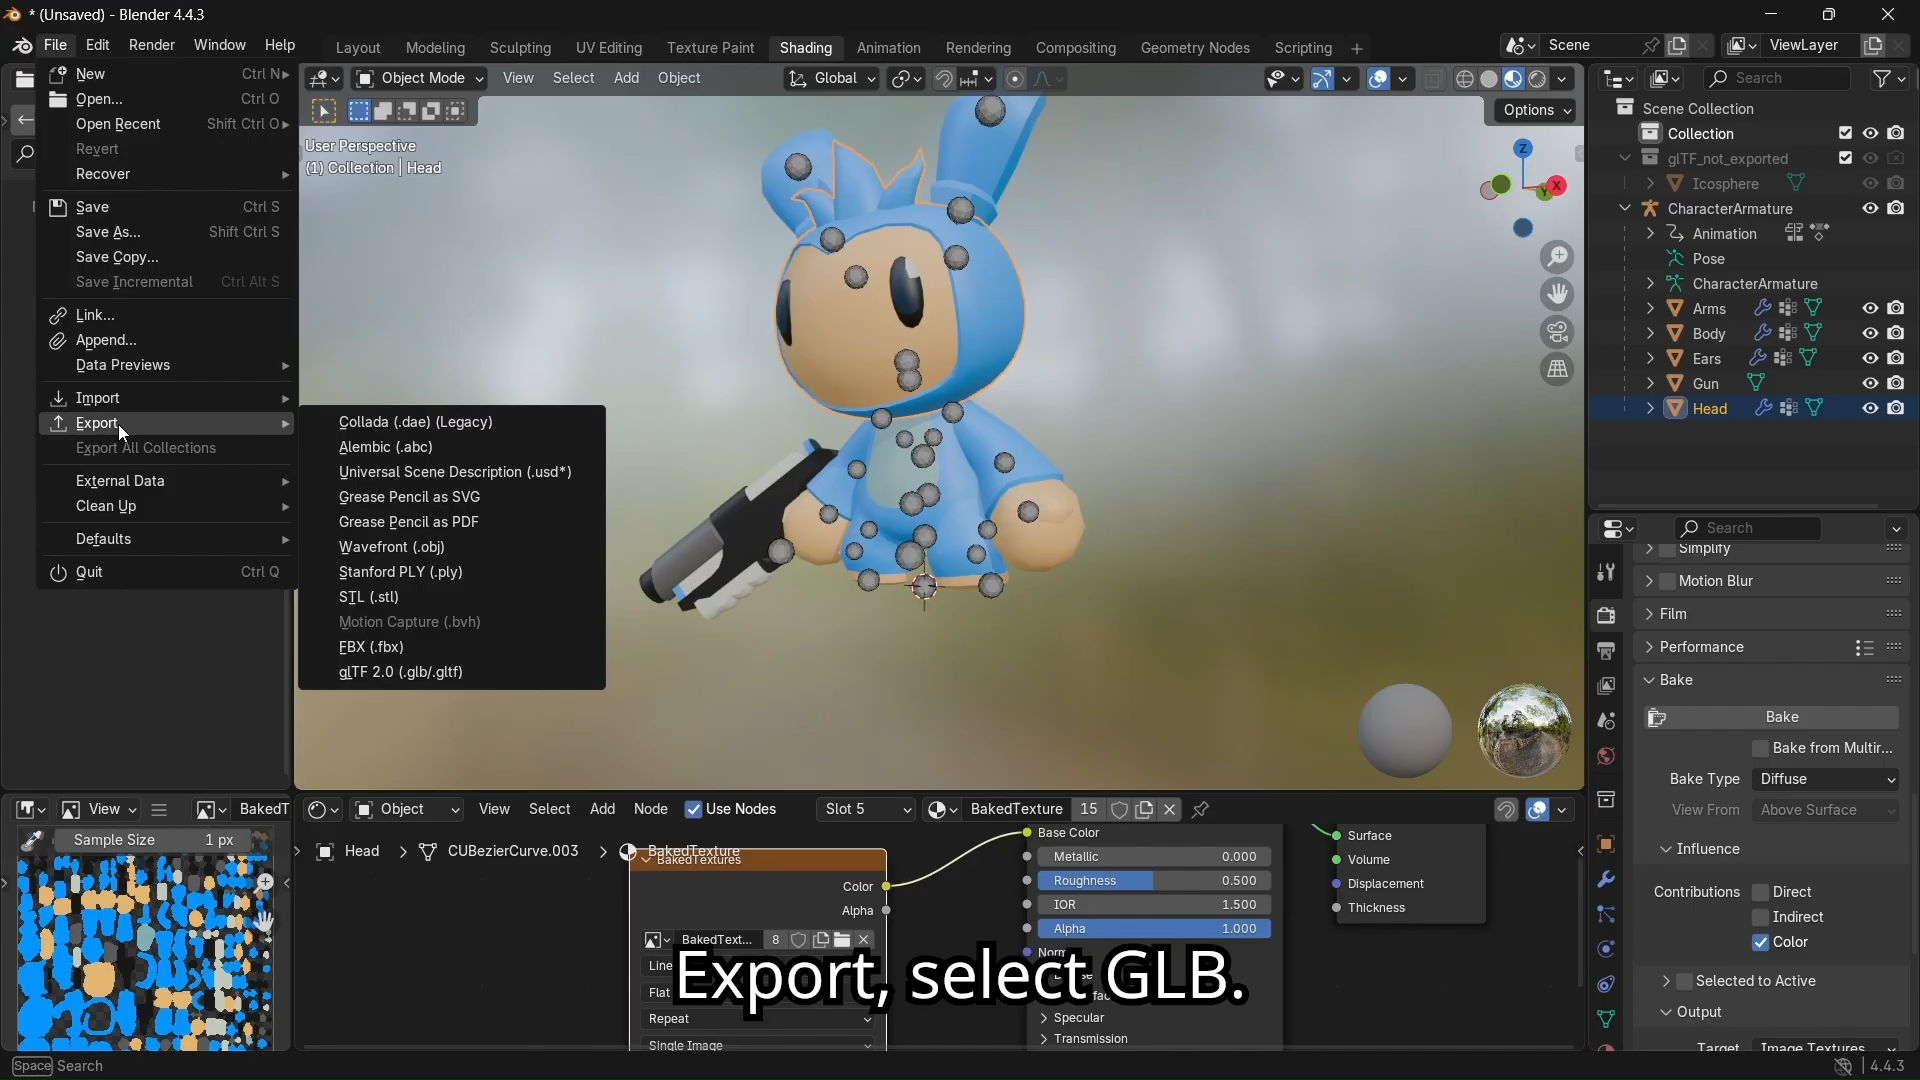 * (Unsaved) - Blender 4.4.3
File Edit Render Window Help
Layout Modeling Sculpting UV Editing Texture Paint Shading Animation Rendering Compositing Geometry Nodes Scripting +
Scene
ViewLayer
New Ctrl N
Open... Ctrl O
Open Recent Shift Ctrl O
Revert
Recover
Save Ctrl S
Save As... Shift Ctrl S
Save Copy...
Save Incremental Ctrl Alt S
Link...
Append...
Data Previews
Import
Export
Export All Collections
External Data
Clean Up
Defaults
Quit Ctrl Q
Collada (.dae) (Legacy)
Alembic (.abc)
Universal Scene Description (.usd*)
Grease Pencil as SVG
Grease Pencil as PDF
Wavefront (.obj)
Stanford PLY (.ply)
STL (.stl)
Motion Capture (.bvh)
FBX (.fbx)
glTF 2.0 (.glb/.gltf)
Object Mode View Select Add Object Global
Options
User Perspective
(1) Collection | Head
Z
X
Y
Search
Scene Collection
Collection
glTF_not_exported
Icosphere
CharacterArmature
Animation
Pose
CharacterArmature
Arms
Body
Ears
Gun
Head
Search
Simplify
Motion Blur
Film
Performance
Bake
Bake
Bake from Multir...
Bake Type Diffuse
View From Above Surface
Influence
Contributions Direct
Indirect
Color
Selected to Active
Output
Target Image Textures
View BakedT
Sample Size 1 px
Object View Select Add Node Use Nodes Slot 5 BakedTexture 15
Head CUBezierCurve.003 BakedTexture
BakedTextures
Color
Alpha
BakedText... 8
Line
Flat
Repeat
Single Image
Base Color
Metallic 0.000
Roughness 0.500
IOR 1.500
Alpha 1.000
Specular
Transmission
Surface
Volume
Displacement
Thickness
Export, select GLB.
Space Search
4.4.3